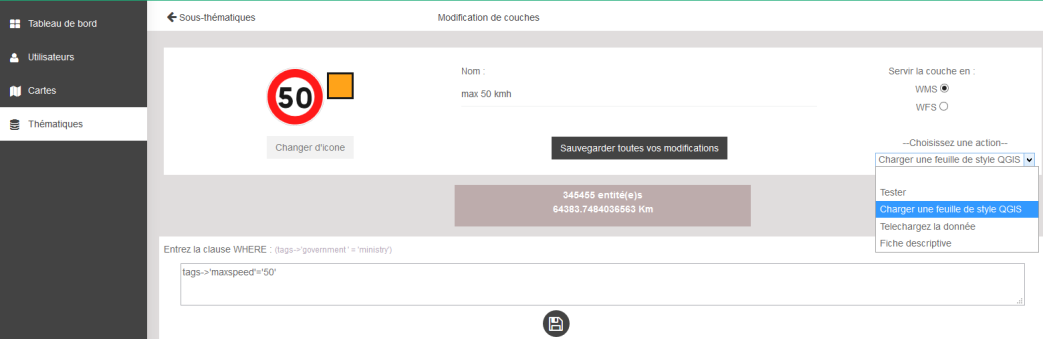 Tableau de bord
Utilisateurs
Cartes
Thématiques
Sous-thématiques
Modification de couches
50
Changer d'icone
Nom :
max 50 kmh
Sauvegarder toutes vos modifications
Servir la couche en :
WMS
WFS
--Choisissez une action--
Charger une feuille de style QGIS
Tester
Charger une feuille de style QGIS
Telechargez la donnée
Fiche descriptive
345455 entité(e)s
64383.7484036563 Km
Entrez la clause WHERE : (tags->'government' = 'ministry')
tags->'maxspeed'='50'